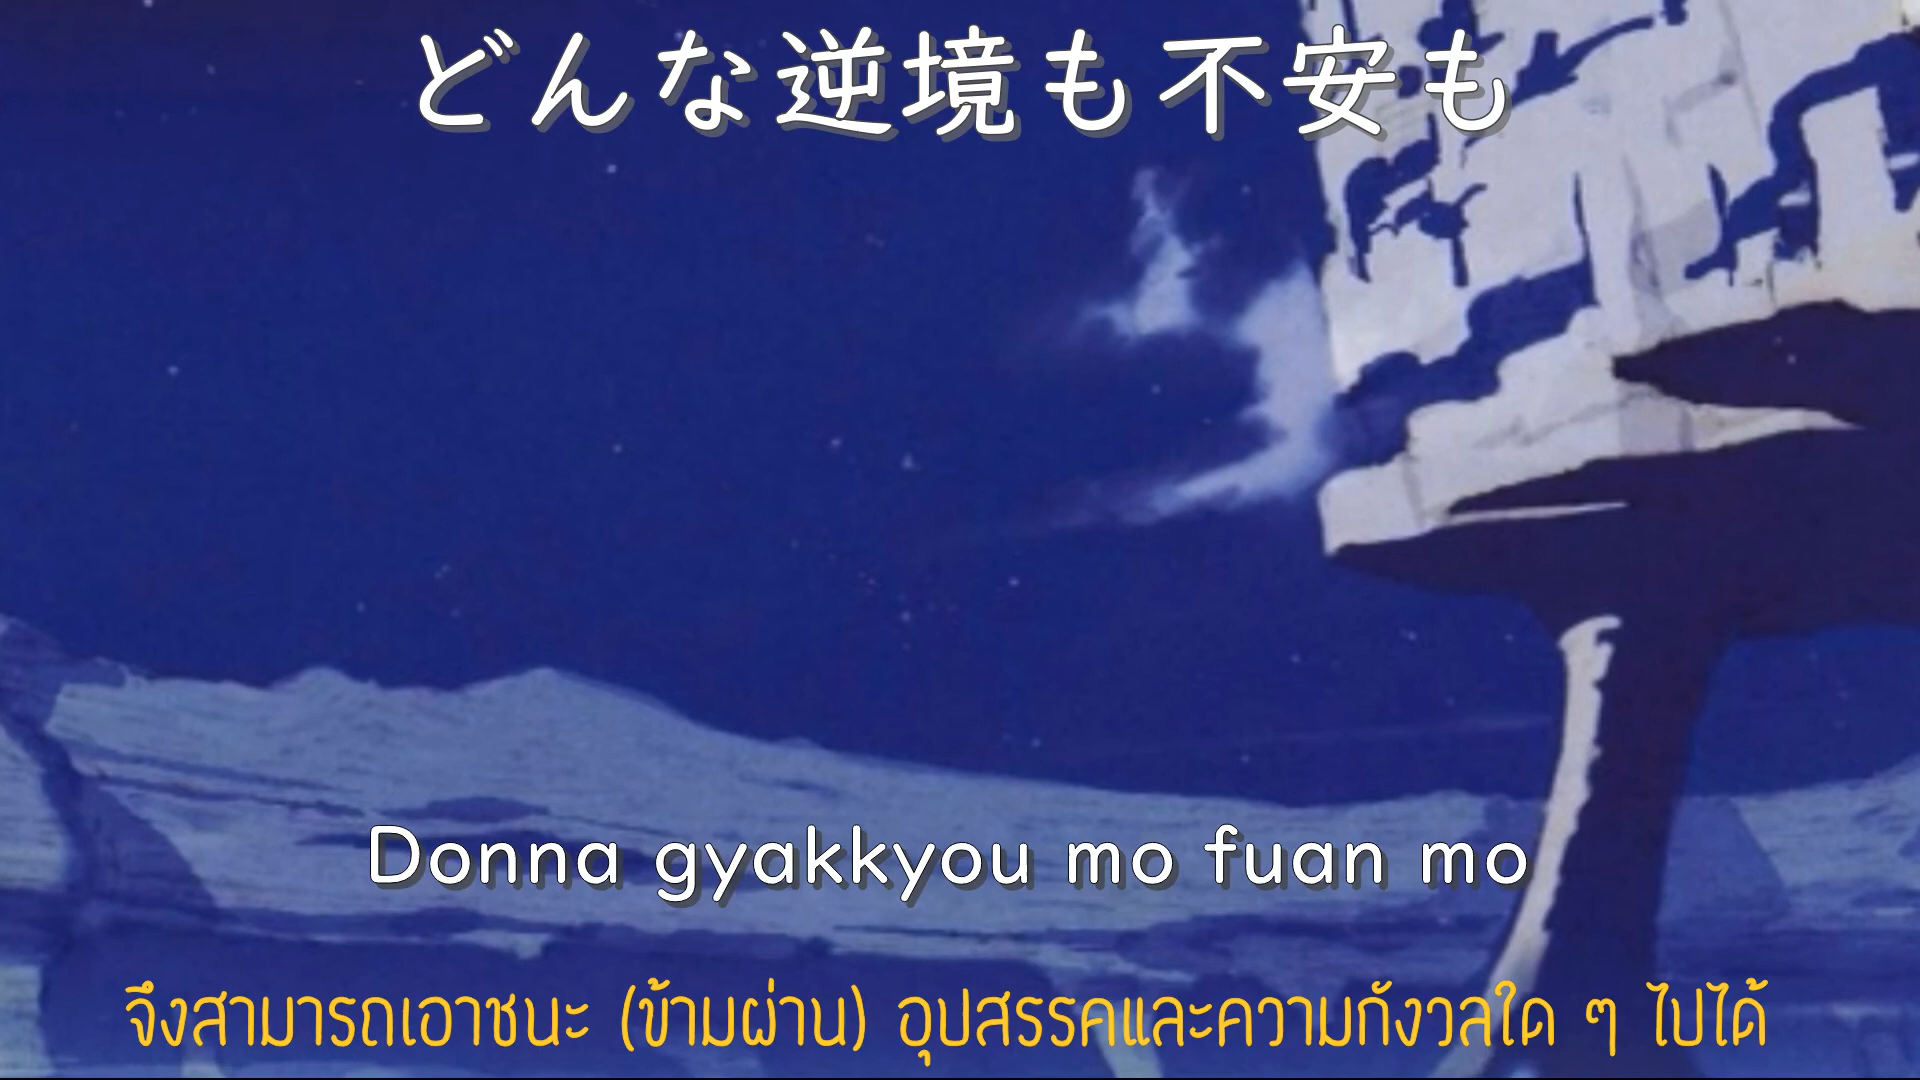 どんな逆境も不安も
Donna gyakkyou mo fuan mo
จึงสามารถเอาชนะ (ข้ามผ่าน) อุปสรรคและความกังวลใด ๆ ไปได้